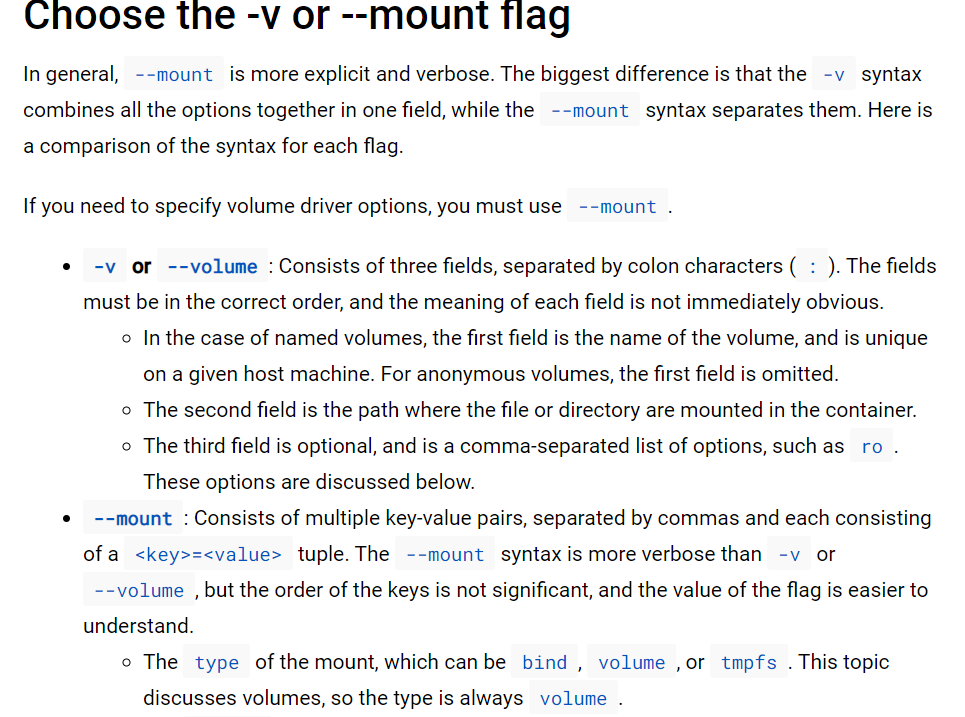 Choose the -v or --mount flag
In general, --mount is more explicit and verbose. The biggest difference is that the -v syntax
combines all the options together in one field, while the --mount syntax separates them. Here is
a comparison of the syntax for each flag.
If you need to specify volume driver options, you must use --mount .
• -v or --volume : Consists of three fields, separated by colon characters ( : ). The fields
must be in the correct order, and the meaning of each field is not immediately obvious.
◦ In the case of named volumes, the first field is the name of the volume, and is unique
on a given host machine. For anonymous volumes, the first field is omitted.
◦ The second field is the path where the file or directory are mounted in the container.
◦ The third field is optional, and is a comma-separated list of options, such as ro .
These options are discussed below.
• --mount : Consists of multiple key-value pairs, separated by commas and each consisting
of a <key>=<value> tuple. The --mount syntax is more verbose than -v or
--volume , but the order of the keys is not significant, and the value of the flag is easier to
understand.
◦ The type of the mount, which can be bind , volume , or tmpfs . This topic
discusses volumes, so the type is always volume .